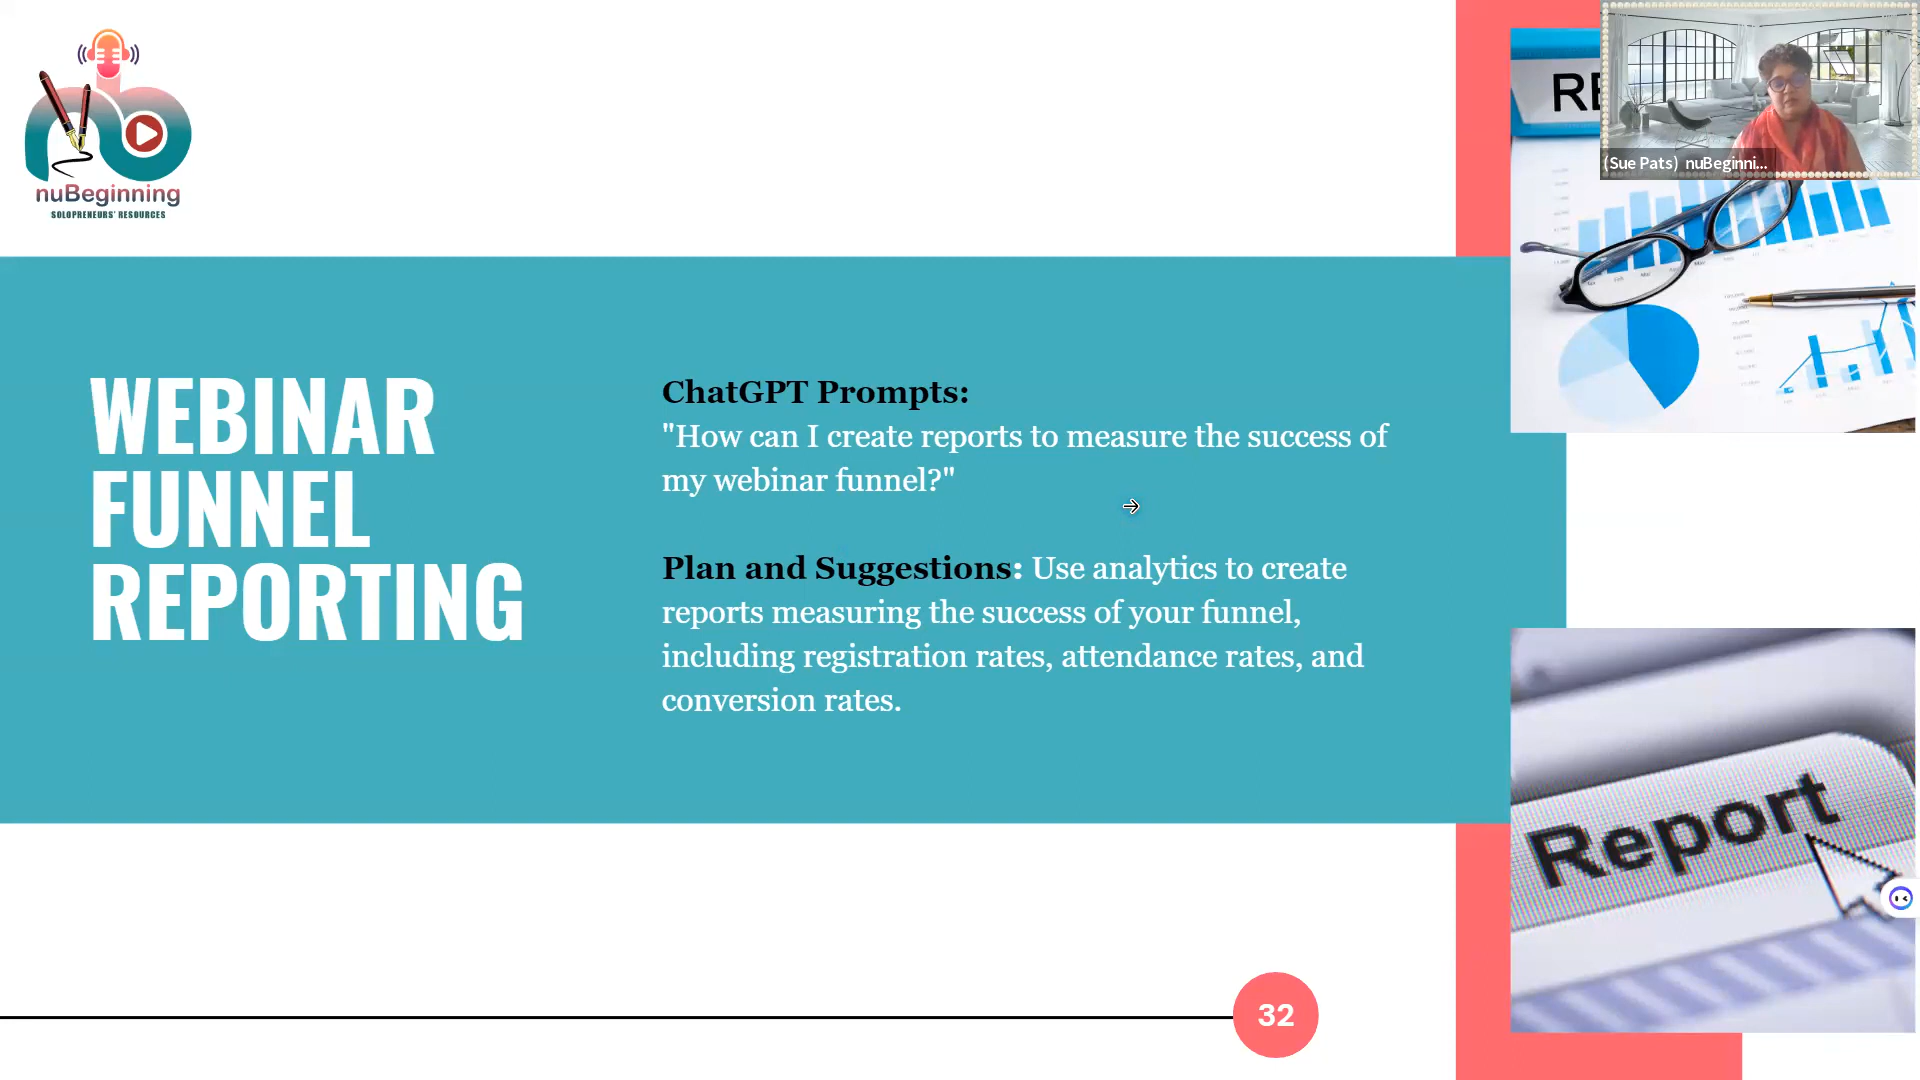 nuBeginning
SOLOPRENEURS' RESOURCES
(Sue Pats) nuBeginni...
WEBINAR
FUNNEL
REPORTING
ChatGPT Prompts:
"How can I create reports to measure the success of
my webinar funnel?"
Plan and Suggestions: Use analytics to create
reports measuring the success of your funnel,
including registration rates, attendance rates, and
conversion rates.
Report
32